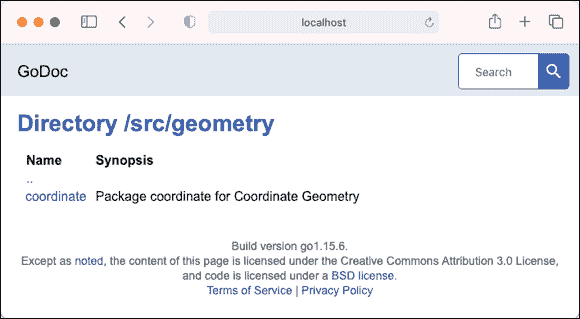 localhost
GoDoc
Search
Directory /src/geometry
Name Synopsis
..
coordinate Package coordinate for Coordinate Geometry
Build version go1.15.6.
Except as noted, the content of this page is licensed under the Creative Commons Attribution 3.0 License,
and code is licensed under a BSD license.
Terms of Service | Privacy Policy